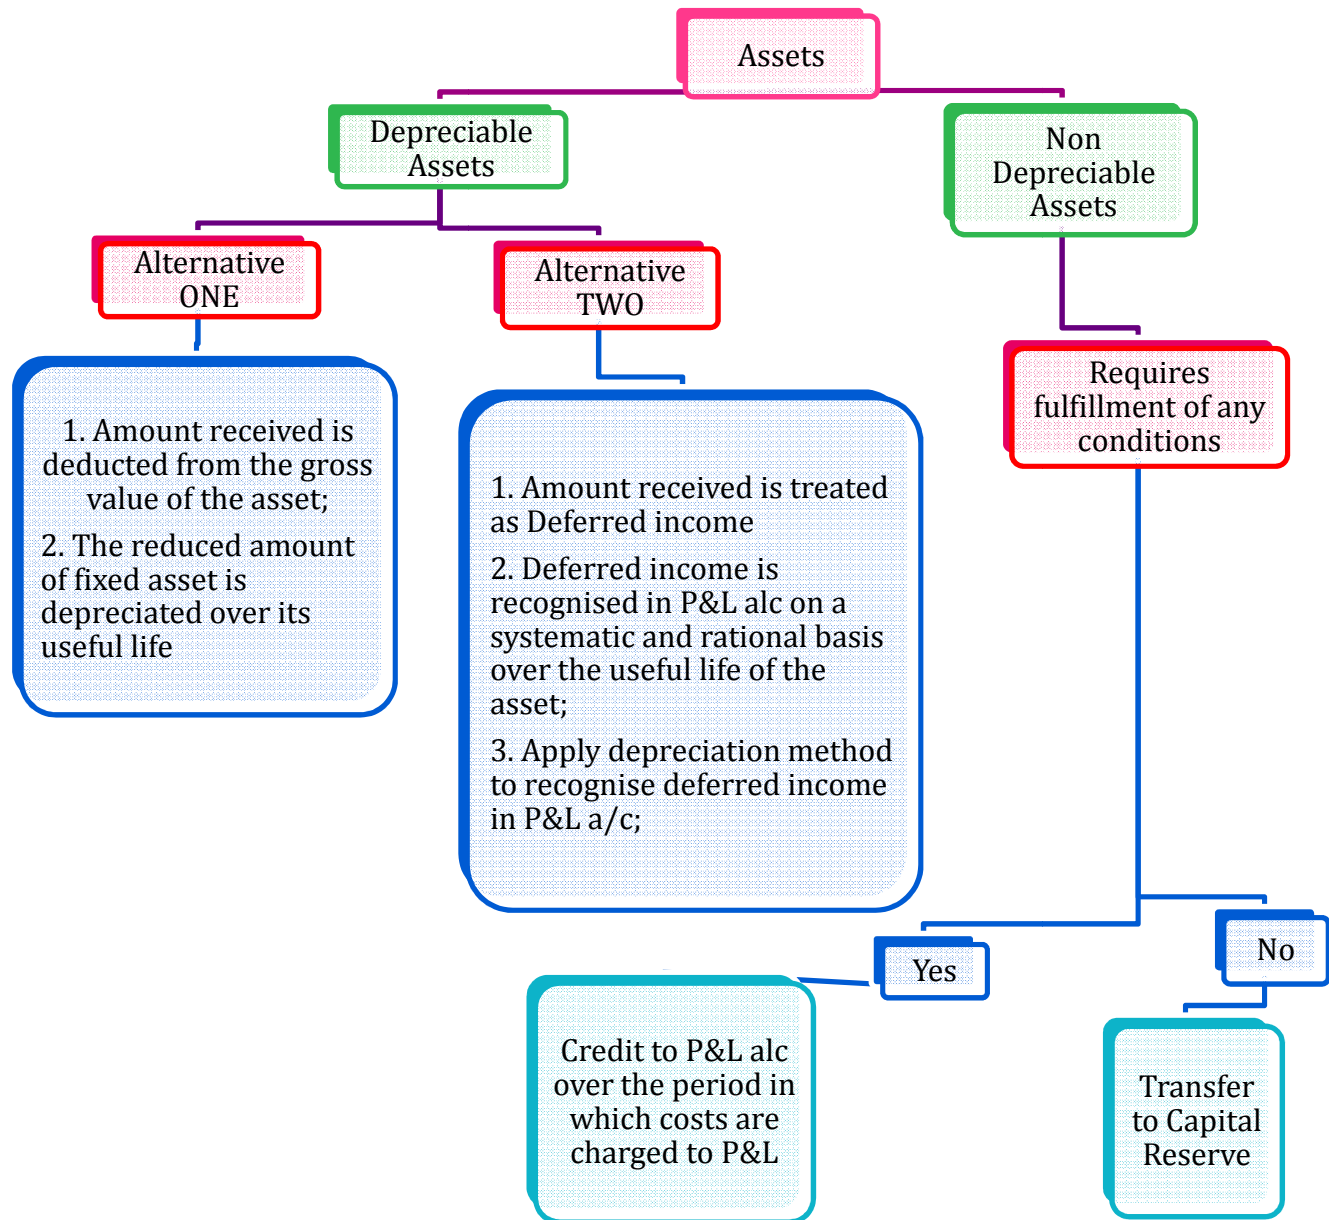 Assets
Depreciable
Assets
Non
Depreciable
Assets
Alternative
ONE
Alternative
TWO
Requires
fulfillment of any
conditions
1. Amount received is
deducted from the gross
value of the asset;
2. The reduced amount
of fixed asset is
depreciated over its
useful life
1. Amount received is treated
as Deferred income
2. Deferred income is
recognised in P&L alc on a
systematic and rational basis
over the useful life of the
asset;
3. Apply depreciation method
to recognise deferred income
in P&L a/c;
Yes
No
Credit to P&L alc
over the period in
which costs are
charged to P&L
Transfer
to Capital
Reserve